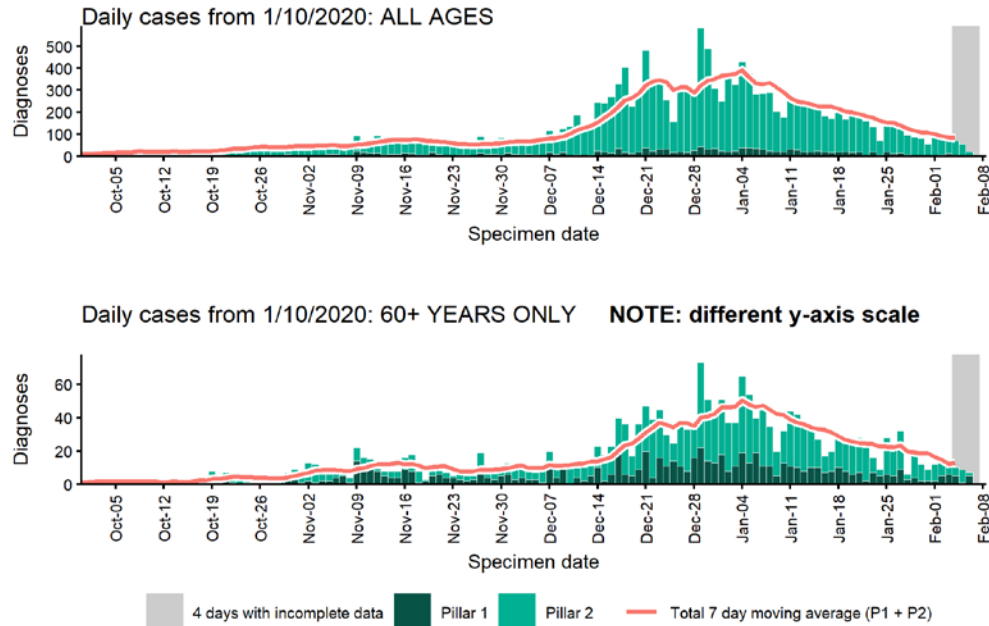 Daily cases from 1/10/2020: ALL AGES
Diagnoses
500
400
300
200
100
0
Oct-05
Oct-12
Oct-19
Oct-26
Nov-02
Nov-09
Nov-16
Nov-23
Nov-30
Dec-07
Dec-14
Dec-21
Dec-28
Jan-04
Jan-11
Jan-18
Jan-25
Feb-01
Feb-08
Specimen date
Daily cases from 1/10/2020: 60+ YEARS ONLY NOTE: different y-axis scale
Diagnoses
60
40
20
0
Oct-05
Oct-12
Oct-19
Oct-26
Nov-02
Nov-09
Nov-16
Nov-23
Nov-30
Dec-07
Dec-14
Dec-21
Dec-28
Jan-04
Jan-11
Jan-18
Jan-25
Feb-01
Feb-08
Specimen date
4 days with incomplete data Pillar 1 Pillar 2 Total 7 day moving average (P1 + P2)